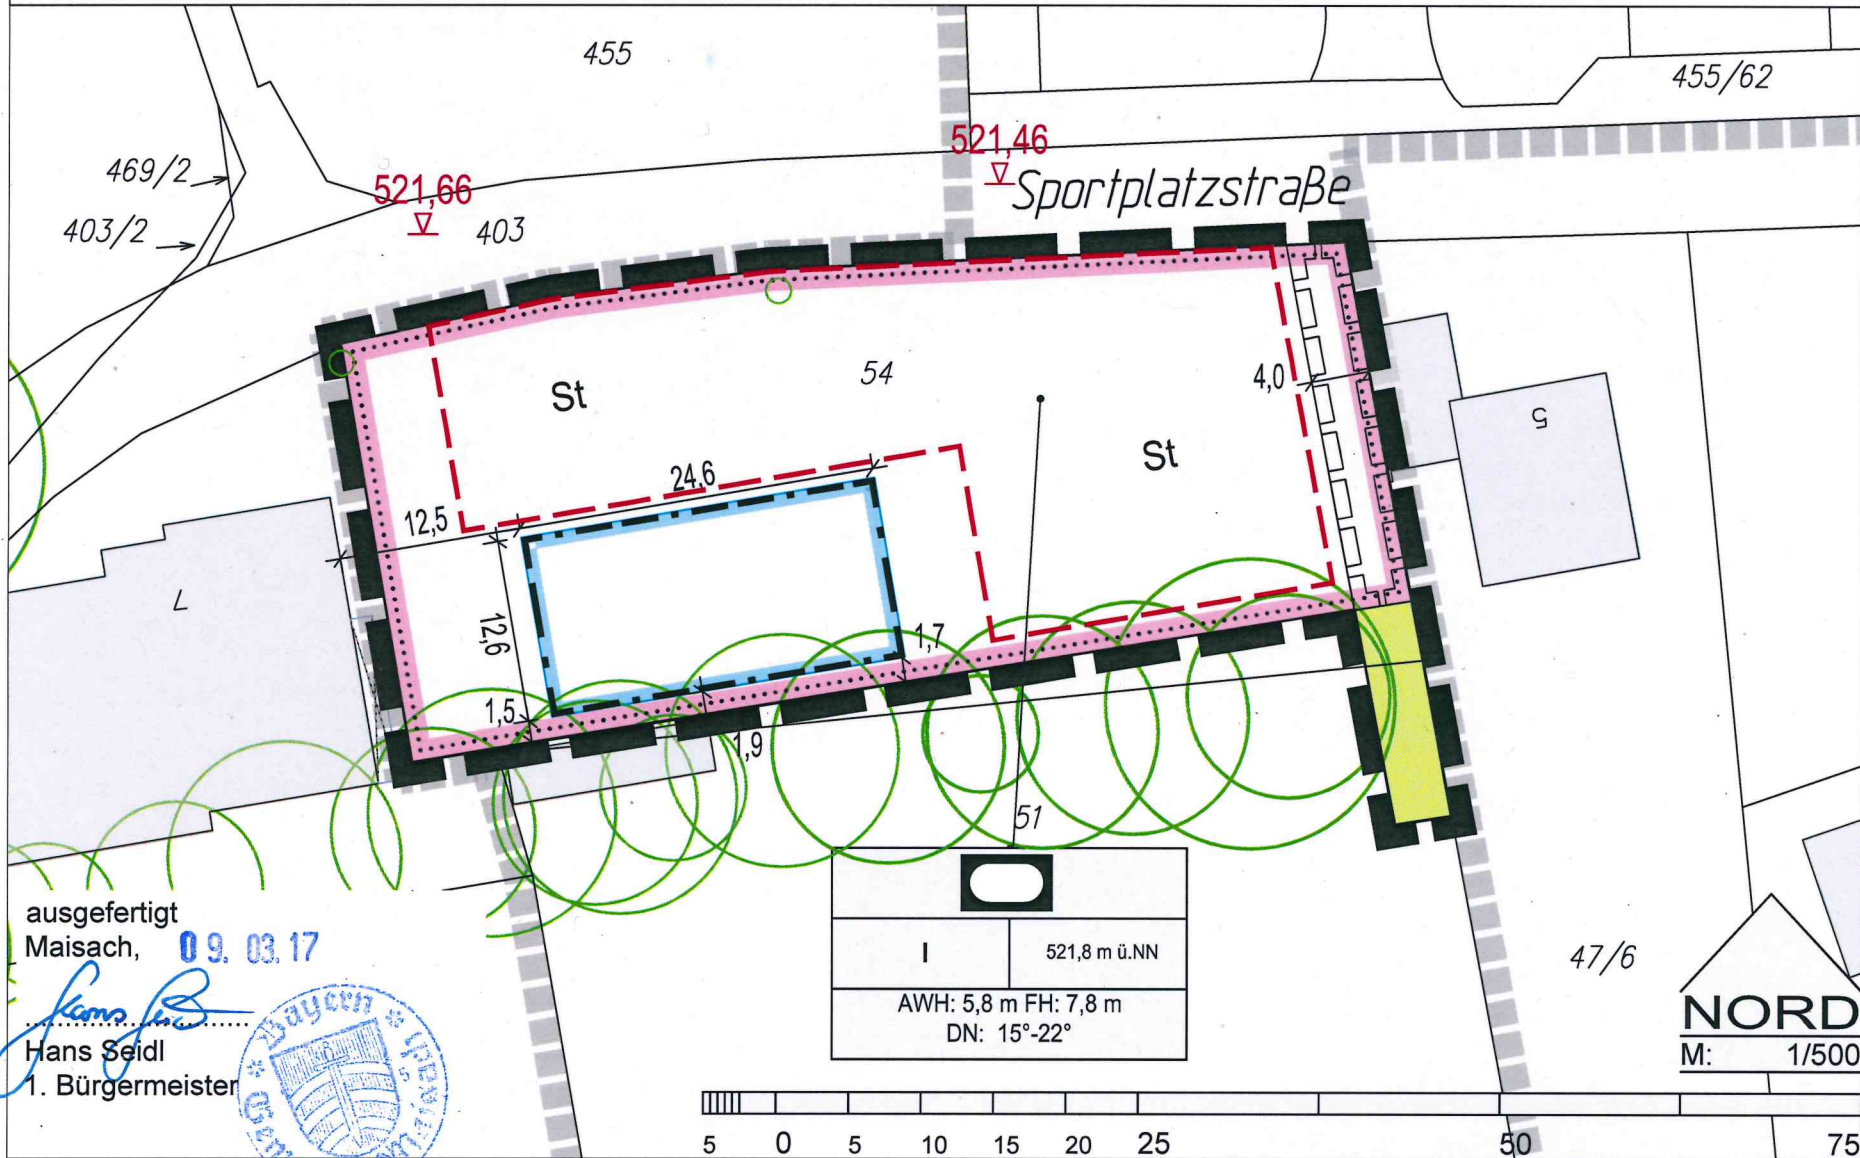 455
455/62
469/2
521,46
521,66
Sportplatzstraße
403/2
403
54
St
4,0
5
St
24,6
12,5
7
12,6
1,7
1,5
1,9
51
ausgefertigt
Maisach, 09. 03. 17
Hans Seidl
1. Bürgermeister
Bayern
I
521,8 m ü.NN
AWH: 5,8 m FH: 7,8 m
DN: 15°-22°
47/6
NORD
M: 1/500
5 0 5 10 15 20 25 50 75